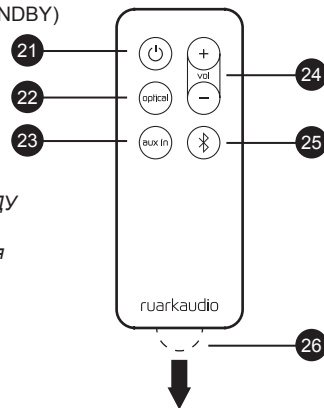 NDBY)
21
22
optical
23
aux in
+
vol
−
24
25
ДУ
я
ruarkaudio
26